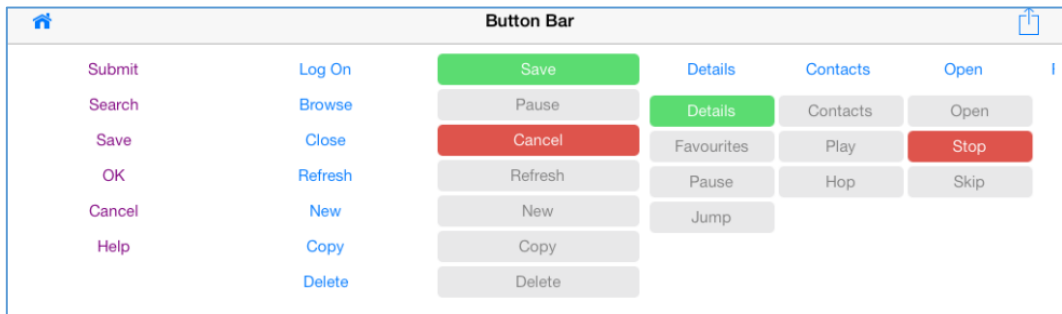 Button Bar
Submit Log On Save Details Contacts Open
Search Browse Pause Details Contacts Open
Save Close Cancel Favourites Play Stop
OK Refresh Refresh Pause Hop Skip
Cancel New New Jump
Help Copy Copy
Delete Delete